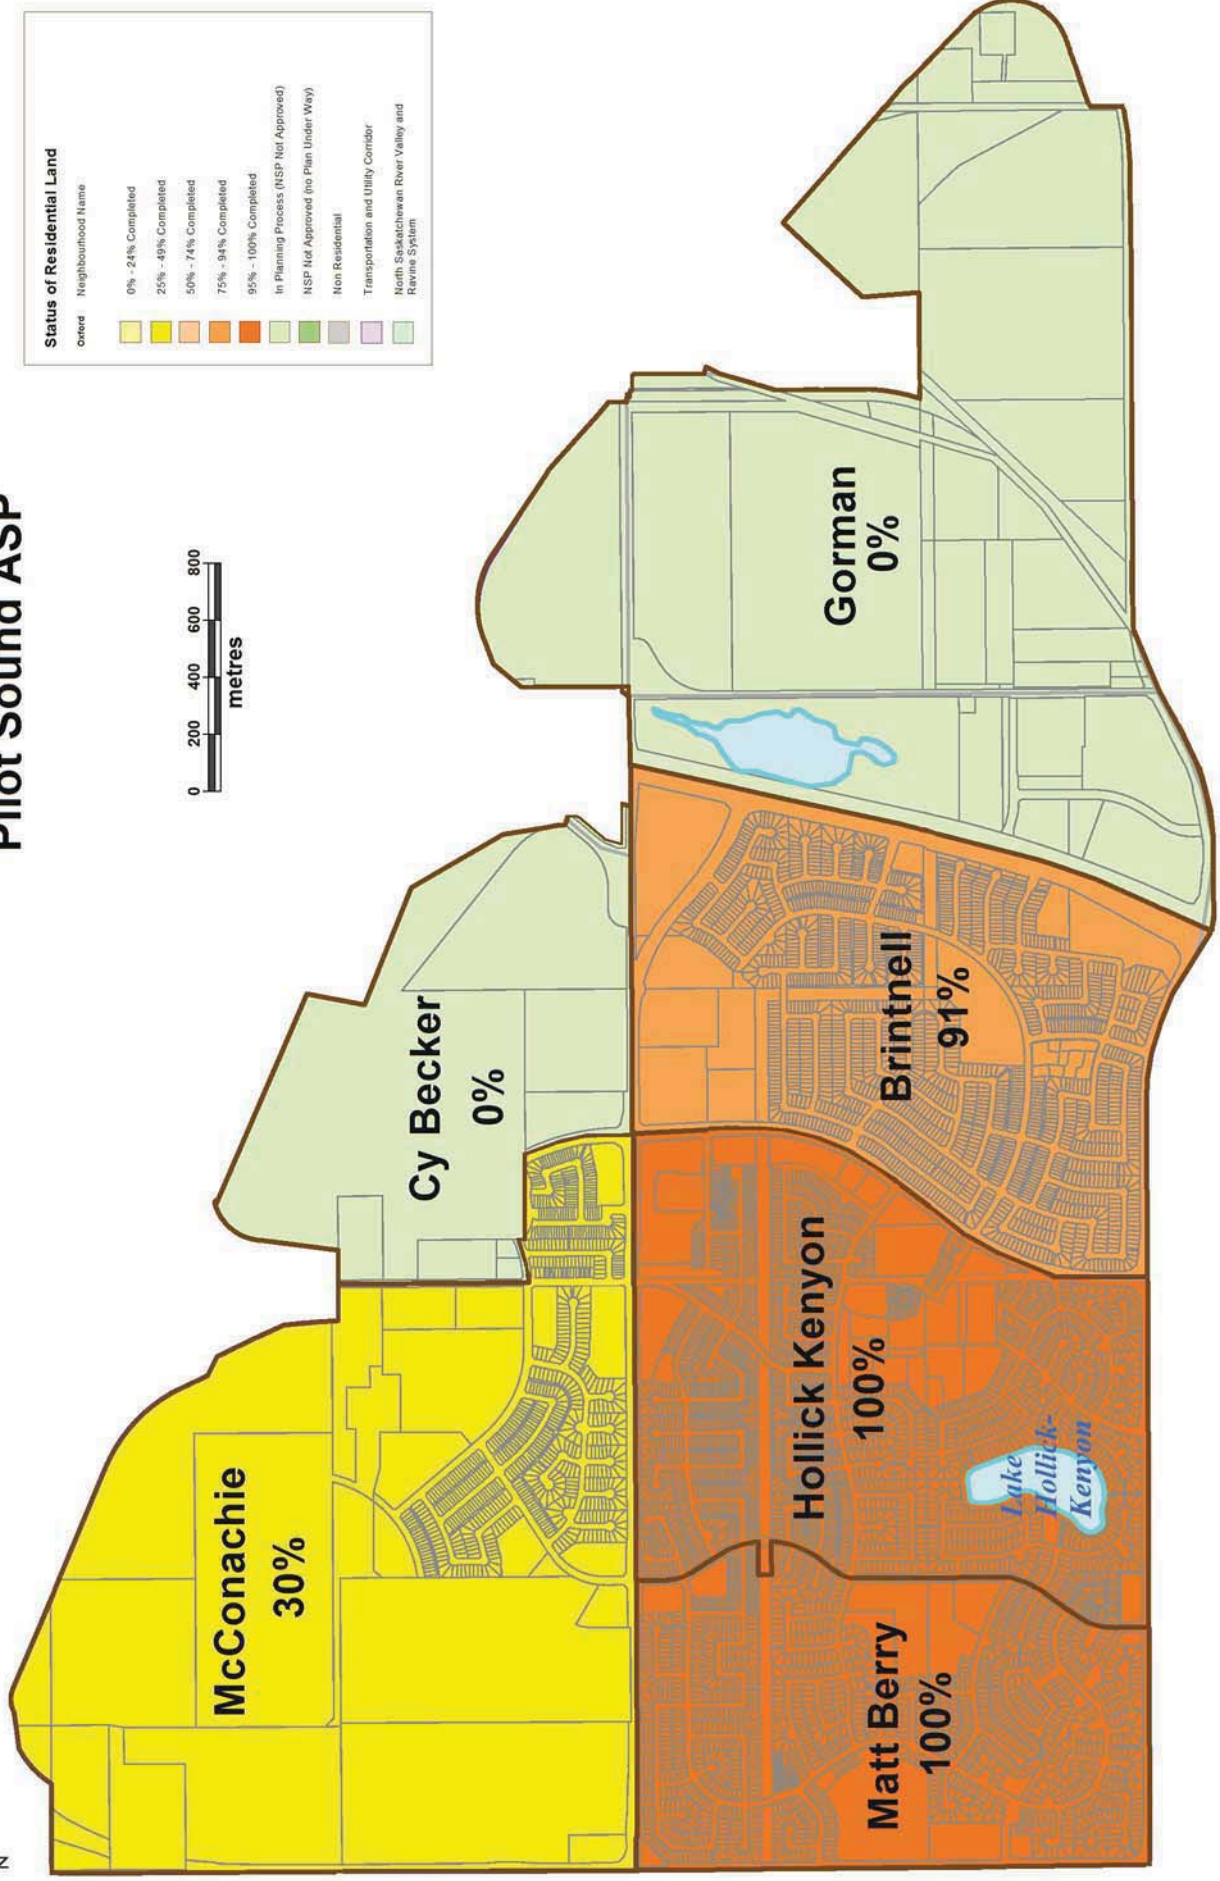 Pilot Sound ASP
Status of Residential Land
Oxford Neighbourhood Name
0% - 24% Completed
25% - 49% Completed
50% - 74% Completed
75% - 94% Completed
95% - 100% Completed
In Planning Process (NSP Not Approved)
NSP Not Approved (no Plan Under Way)
Non Residential
Transportation and Utility Corridor
North Saskatchewan River Valley and
Ravine System
0 200 400 600 800
metres
McConachie
30%
Cy Becker
0%
Gorman
0%
Brintnell
91%
Hollick Kenyon
100%
Lake
Hollick-
Kenyon
Matt Berry
100%
N